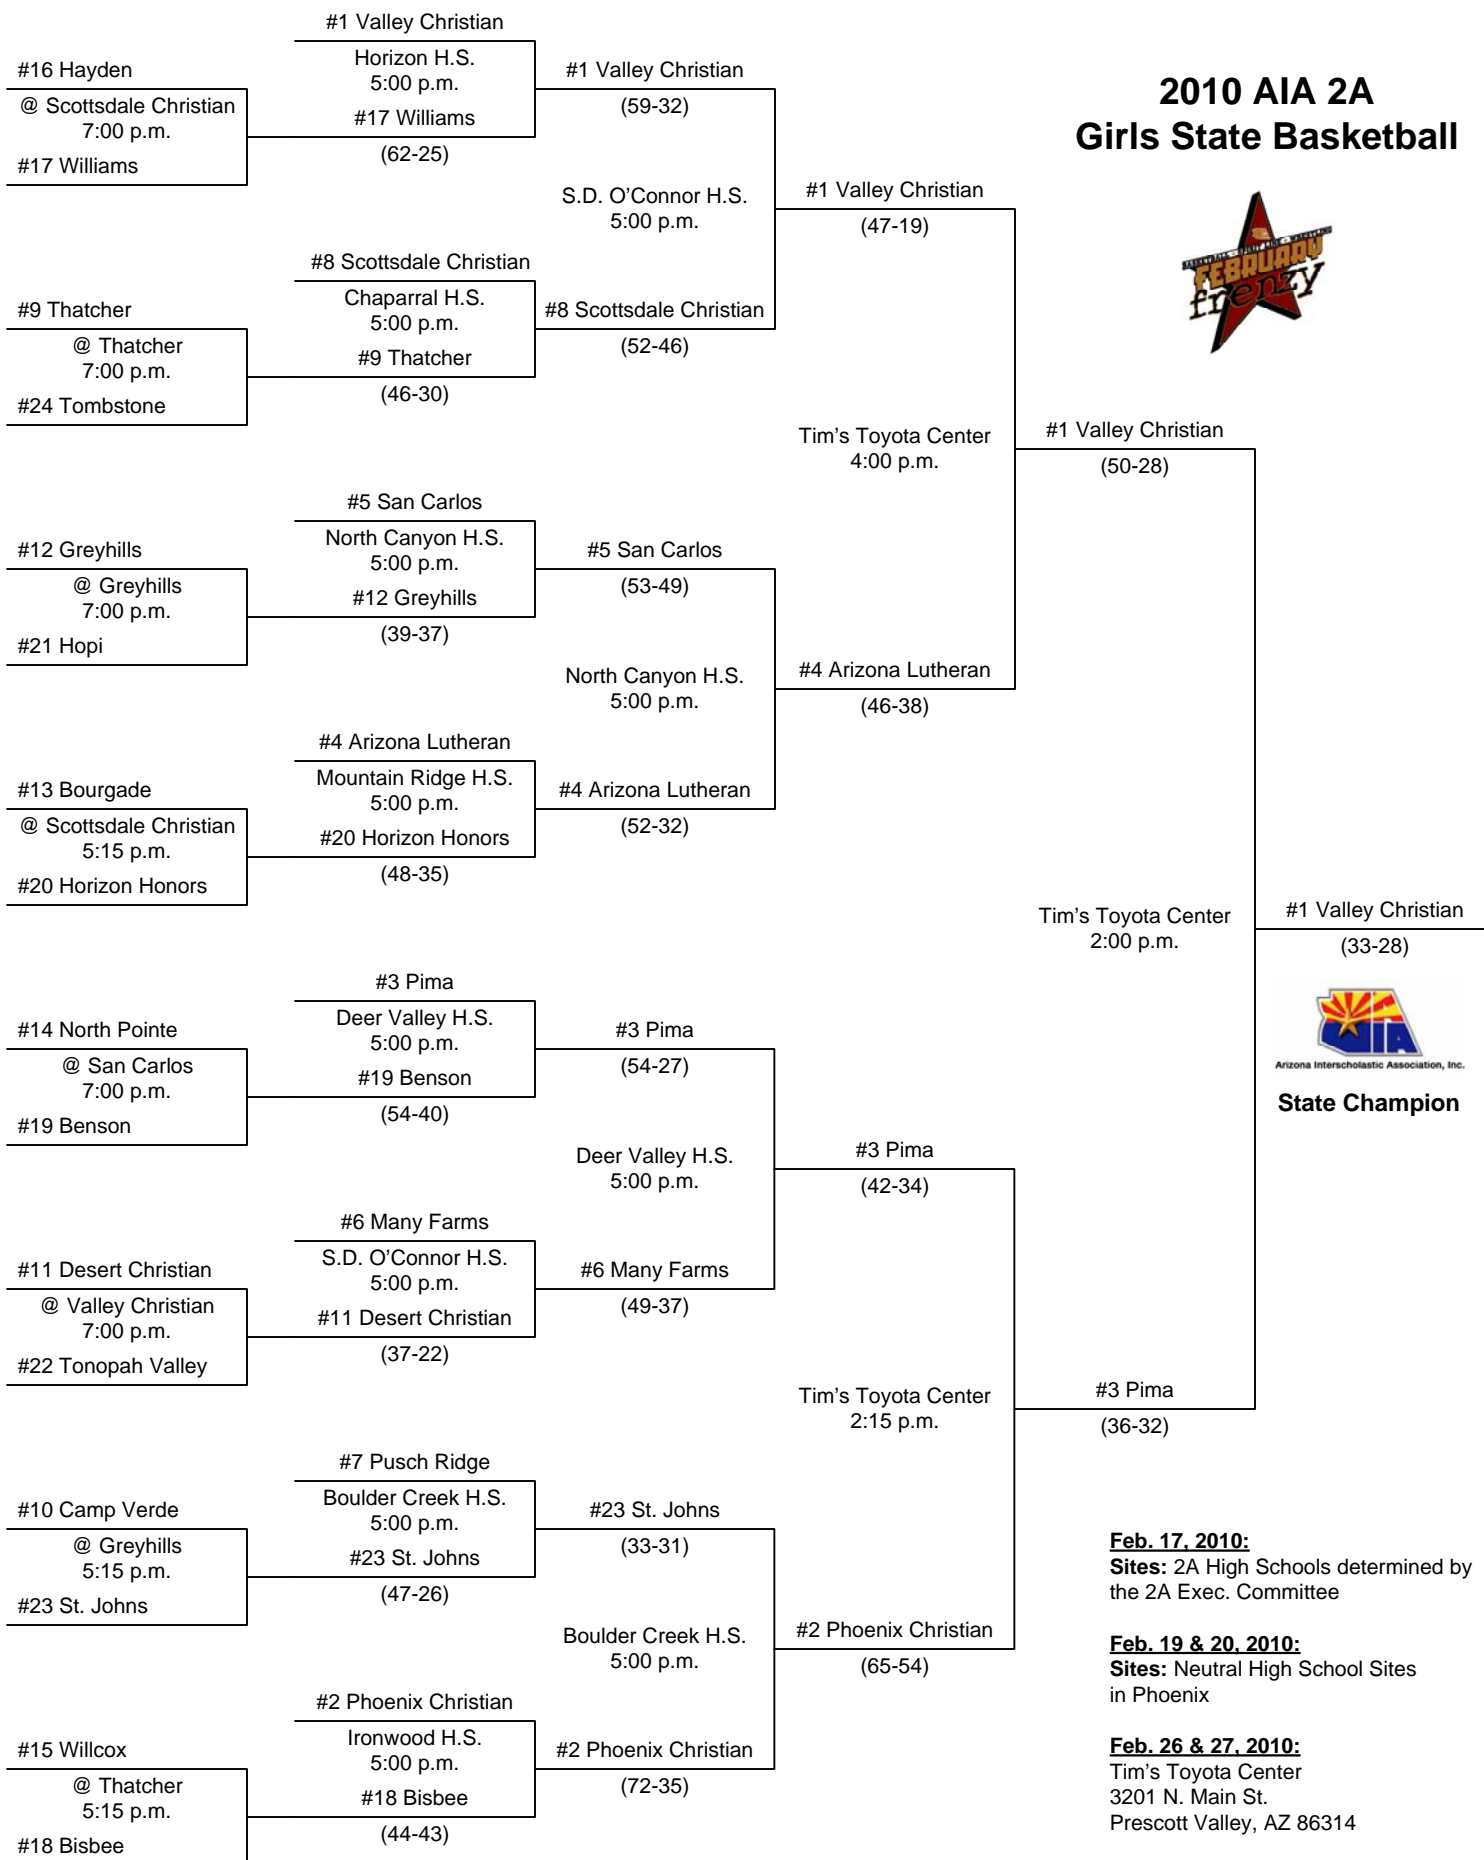 2010 AIA 2A
Girls State Basketball
BASKETBALL - SPIRIT LINE - WRESTLING
FEBRUARY
frenzy
#16 Hayden
@ Scottsdale Christian
7:00 p.m.
#17 Williams
#9 Thatcher
@ Thatcher
7:00 p.m.
#24 Tombstone
#12 Greyhills
@ Greyhills
7:00 p.m.
#21 Hopi
#13 Bourgade
@ Scottsdale Christian
5:15 p.m.
#20 Horizon Honors
#14 North Pointe
@ San Carlos
7:00 p.m.
#19 Benson
#11 Desert Christian
@ Valley Christian
7:00 p.m.
#22 Tonopah Valley
#10 Camp Verde
@ Greyhills
5:15 p.m.
#23 St. Johns
#15 Willcox
@ Thatcher
5:15 p.m.
#18 Bisbee
#1 Valley Christian
Horizon H.S.
5:00 p.m.
#17 Williams
(62-25)
#8 Scottsdale Christian
Chaparral H.S.
5:00 p.m.
#9 Thatcher
(46-30)
#5 San Carlos
North Canyon H.S.
5:00 p.m.
#12 Greyhills
(39-37)
#4 Arizona Lutheran
Mountain Ridge H.S.
5:00 p.m.
#20 Horizon Honors
(48-35)
#3 Pima
Deer Valley H.S.
5:00 p.m.
#19 Benson
(54-40)
#6 Many Farms
S.D. O'Connor H.S.
5:00 p.m.
#11 Desert Christian
(37-22)
#7 Pusch Ridge
Boulder Creek H.S.
5:00 p.m.
#23 St. Johns
(47-26)
#2 Phoenix Christian
Ironwood H.S.
5:00 p.m.
#18 Bisbee
(44-43)
#1 Valley Christian
(59-32)
S.D. O'Connor H.S.
5:00 p.m.
#8 Scottsdale Christian
(52-46)
#5 San Carlos
(53-49)
North Canyon H.S.
5:00 p.m.
#4 Arizona Lutheran
(52-32)
#3 Pima
(54-27)
Deer Valley H.S.
5:00 p.m.
#6 Many Farms
(49-37)
#23 St. Johns
(33-31)
Boulder Creek H.S.
5:00 p.m.
#2 Phoenix Christian
(72-35)
#1 Valley Christian
(47-19)
Tim's Toyota Center
4:00 p.m.
#4 Arizona Lutheran
(46-38)
#3 Pima
(42-34)
Tim's Toyota Center
2:15 p.m.
#2 Phoenix Christian
(65-54)
#1 Valley Christian
(50-28)
Tim's Toyota Center
2:00 p.m.
#3 Pima
(36-32)
#1 Valley Christian
(33-28)
AIA
Arizona Interscholastic Association, Inc.
State Champion
Feb. 17, 2010:
Sites: 2A High Schools determined by
the 2A Exec. Committee
Feb. 19 & 20, 2010:
Sites: Neutral High School Sites
in Phoenix
Feb. 26 & 27, 2010:
Tim's Toyota Center
3201 N. Main St.
Prescott Valley, AZ 86314